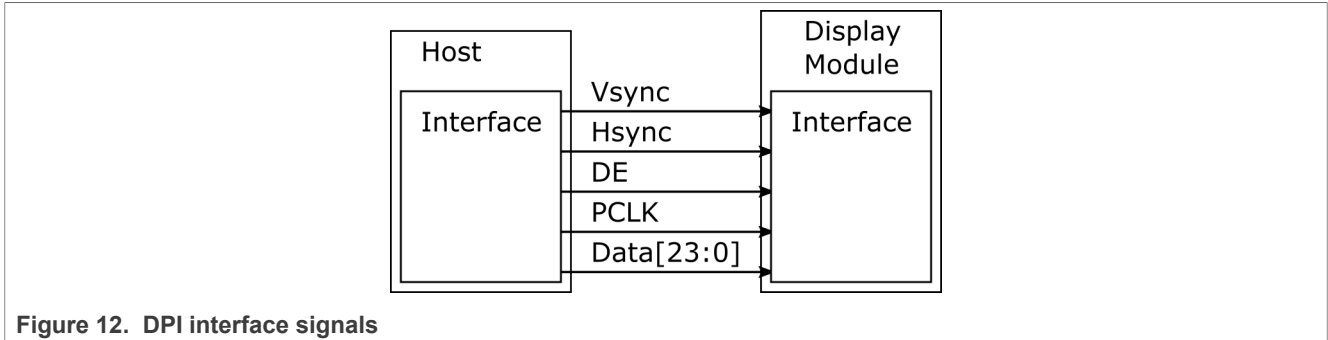 Host
Display
Module
Interface
Vsync
Hsync
DE
PCLK
Data[23:0]
Interface
Figure 12. DPI interface signals